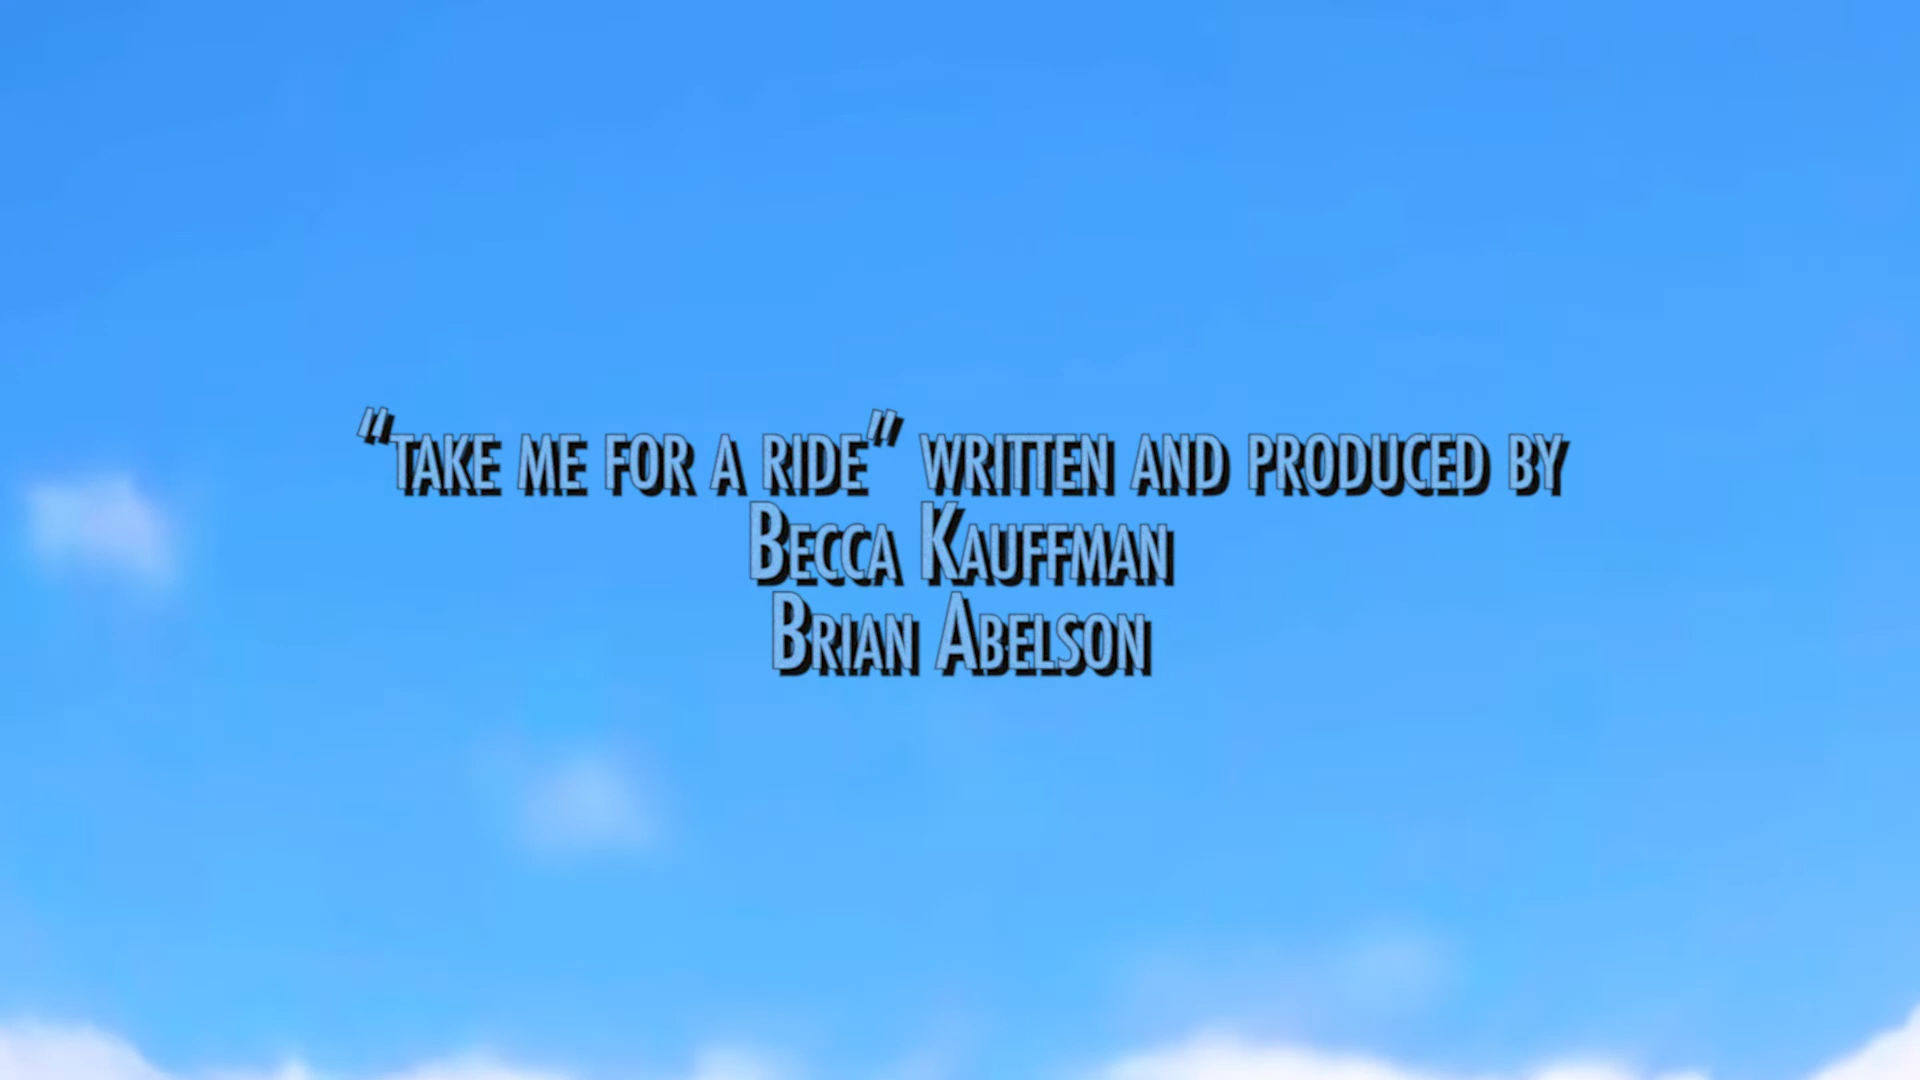 “take me for a ride” written and produced by
Becca Kauffman
Brian Abelson